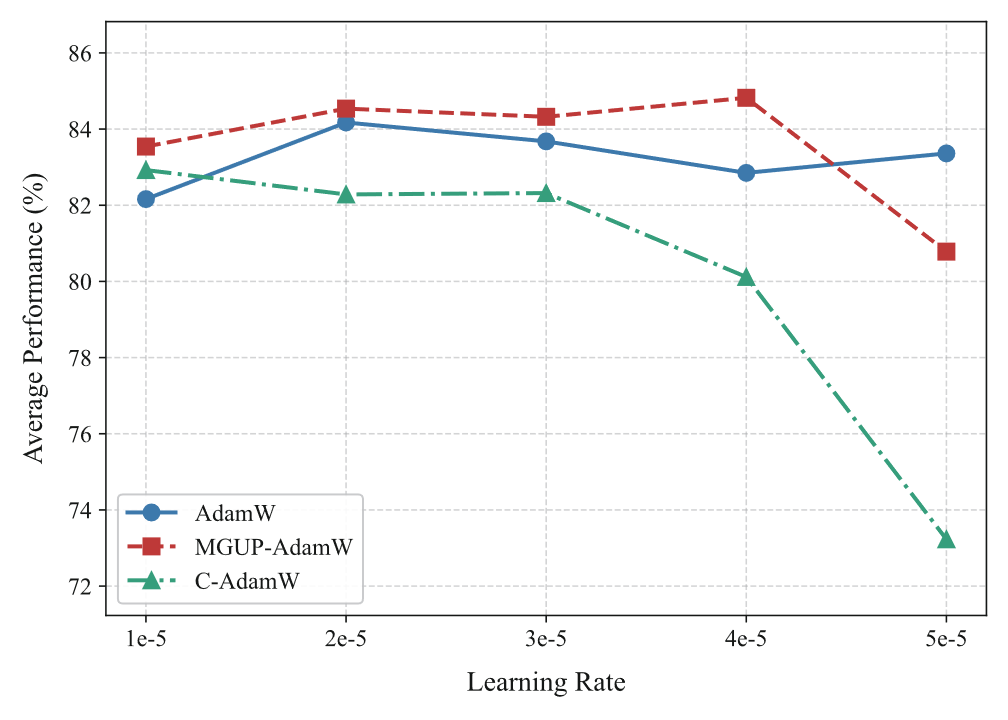 86
84
82
80
78
76
74
72
Average Performance (%)
AdamW
MGUP-AdamW
C-AdamW
1e-5 2e-5 3e-5 4e-5 5e-5
Learning Rate